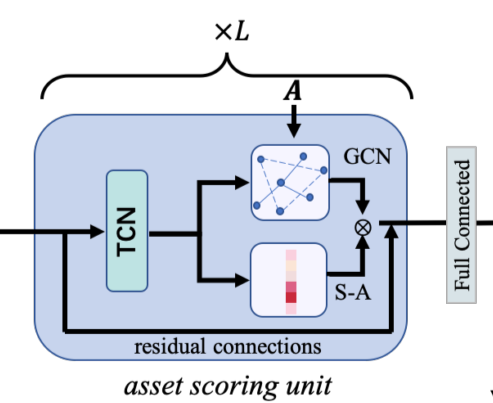 ×L
A
GCN
TCN
S-A
residual connections
asset scoring unit
Full Connected